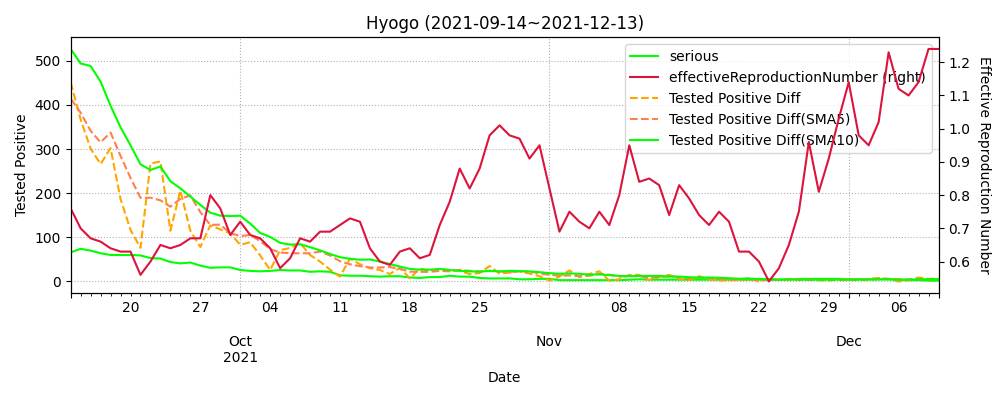 Hyogo (2021-09-14~2021-12-13)
serious
effectiveReproductionNumber (right)
Tested Positive Diff
Tested Positive Diff(SMA5)
Tested Positive Diff(SMA10)
Tested Positive
500
400
300
200
100
0
1.2
1.1
1.0
0.9
0.8
0.7
0.6
Effective Reproduction Number
20 27 04 11 18 25 08 15 22 29 06
Oct Nov Dec
2021
Date